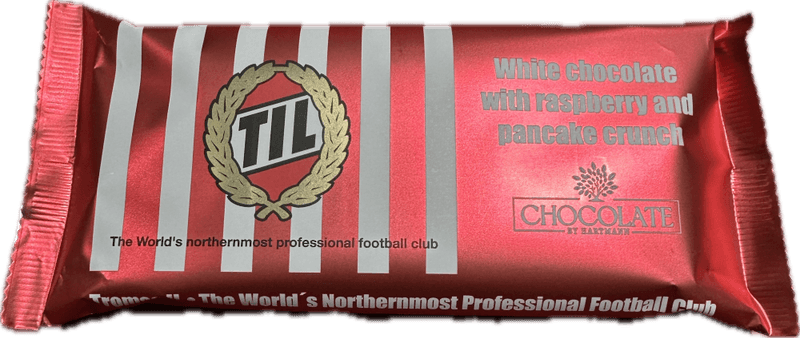 TIL
The World's northernmost professional football club
White chocolate
with raspberry and
pancake crunch
CHOCOLATE
BY HARTMANN
The World´s Northernmost Professional Football Club